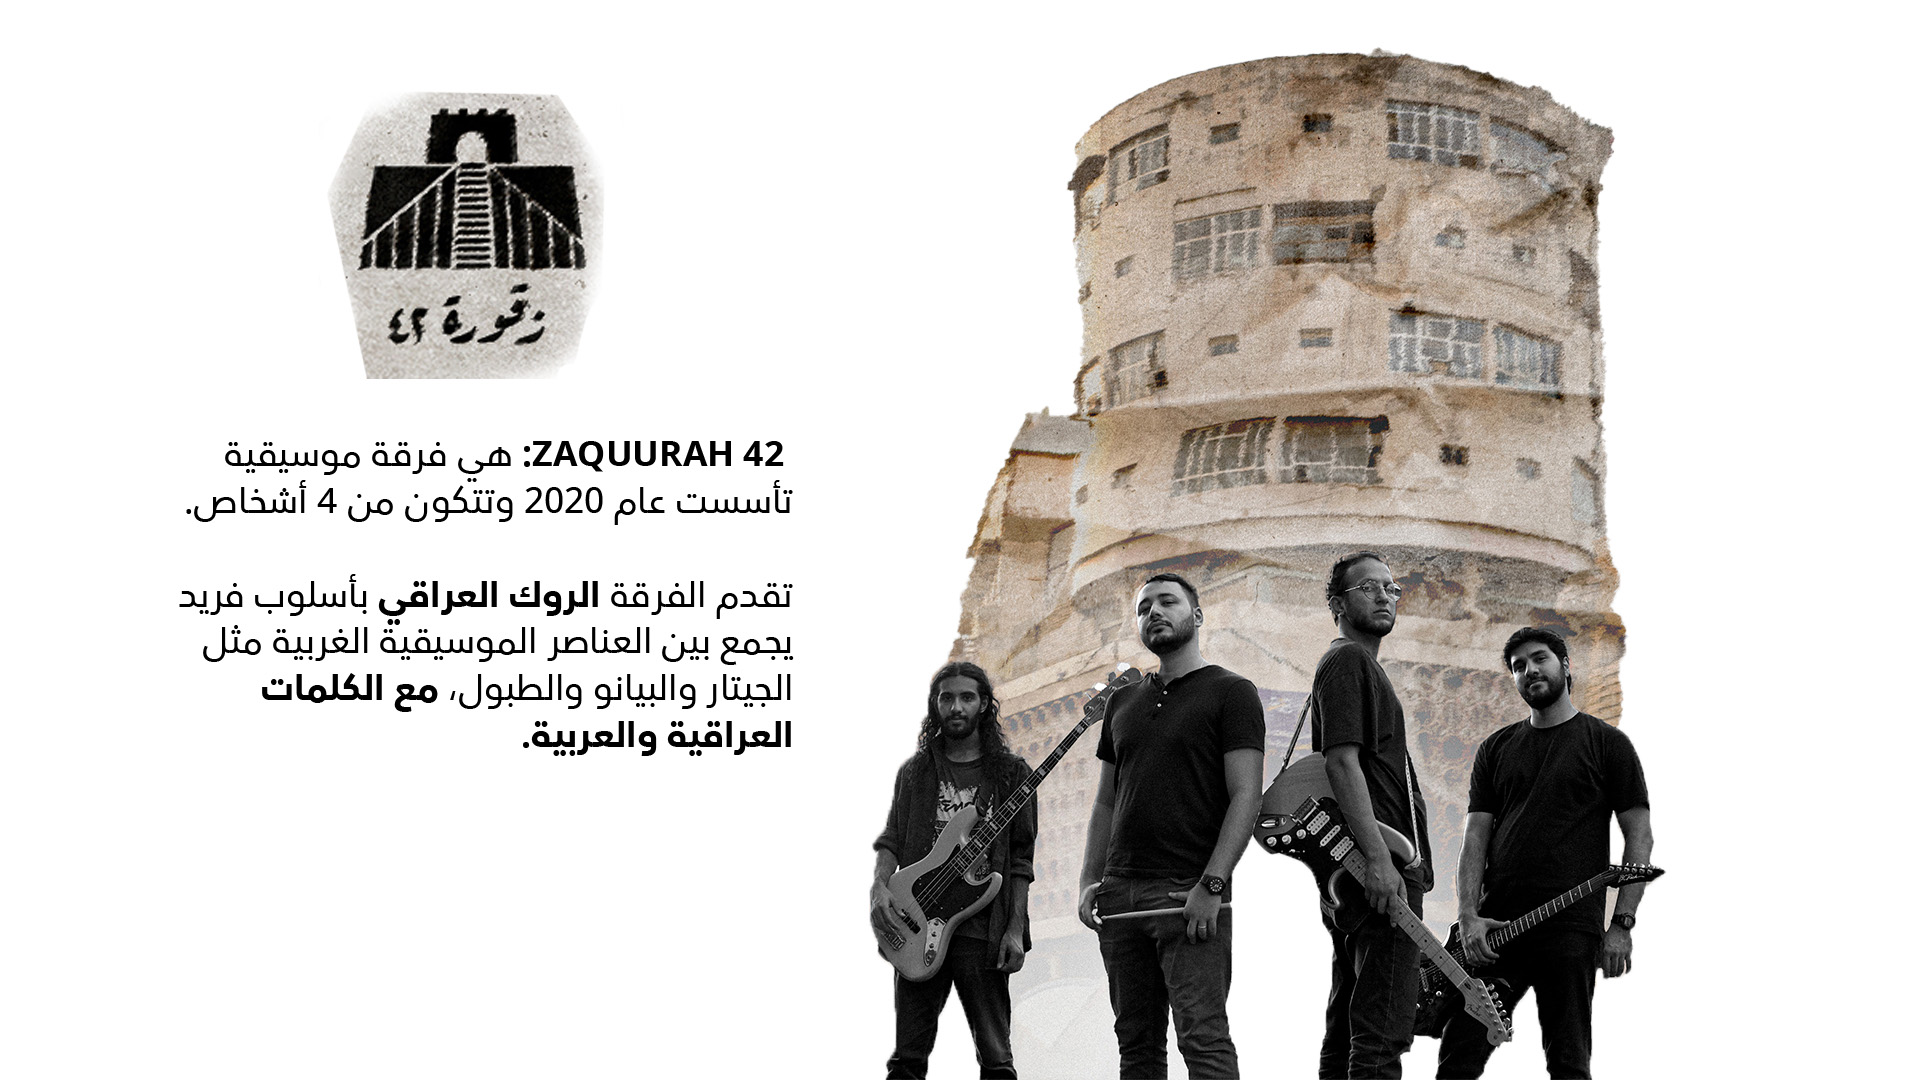 زقورة ٤٢
ZAQUURAH 42: هي فرقة موسيقية
تأسست عام 2020 وتتكون من 4 أشخاص.
تقدم الفرقة الروك العراقي بأسلوب فريد
يجمع بين العناصر الموسيقية الغربية مثل
الجيتار والبيانو والطبول، مع الكلمات
العراقية والعربية.